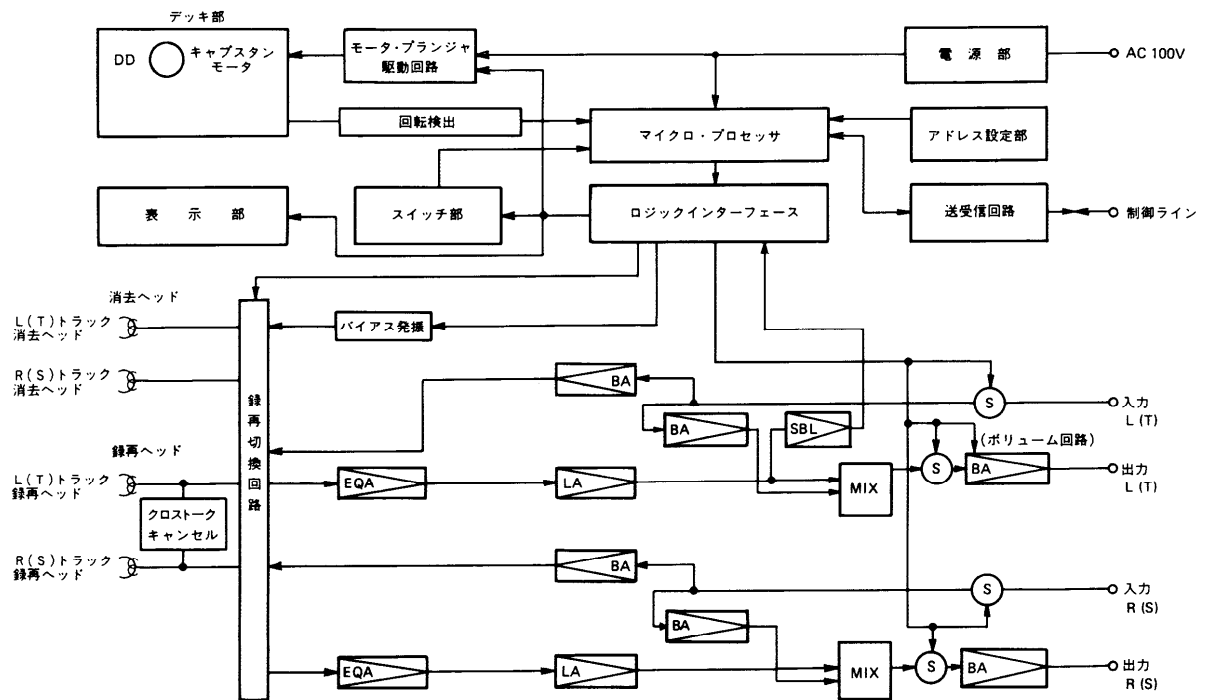 デッキ部
DD
キャプスタン
モータ
モータ・プランジャ
駆動回路
電源部
AC 100V
回転検出
マイクロ・プロセッサ
アドレス設定部
表示部
スイッチ部
ロジックインターフェース
送受信回路
制御ライン
消去ヘッド
L(T)トラック
消去ヘッド
バイアス発振
R(S)トラック
消去ヘッド
録再切換回路
BA
S
入力
L(T)
BA
SBL
(ボリューム回路)
録再ヘッド
L(T)トラック
録再ヘッド
EQA
LA
MIX
S
BA
出力
L(T)
クロストーク
キャンセル
R(S)トラック
録再ヘッド
BA
S
入力
R(S)
BA
EQA
LA
MIX
S
BA
出力
R(S)